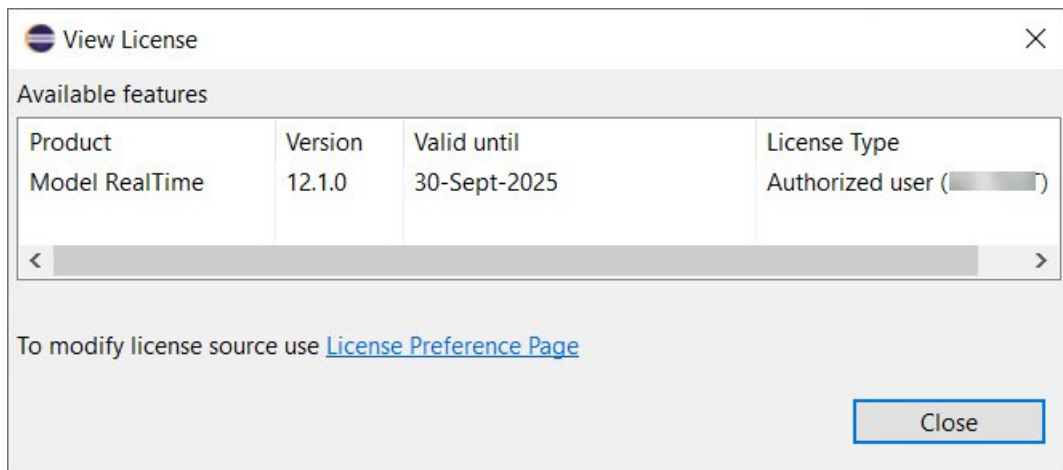 View License
Available features
Product Version Valid until License Type
Model RealTime 12.1.0 30-Sept-2025 Authorized user ( )
To modify license source use License Preference Page
Close